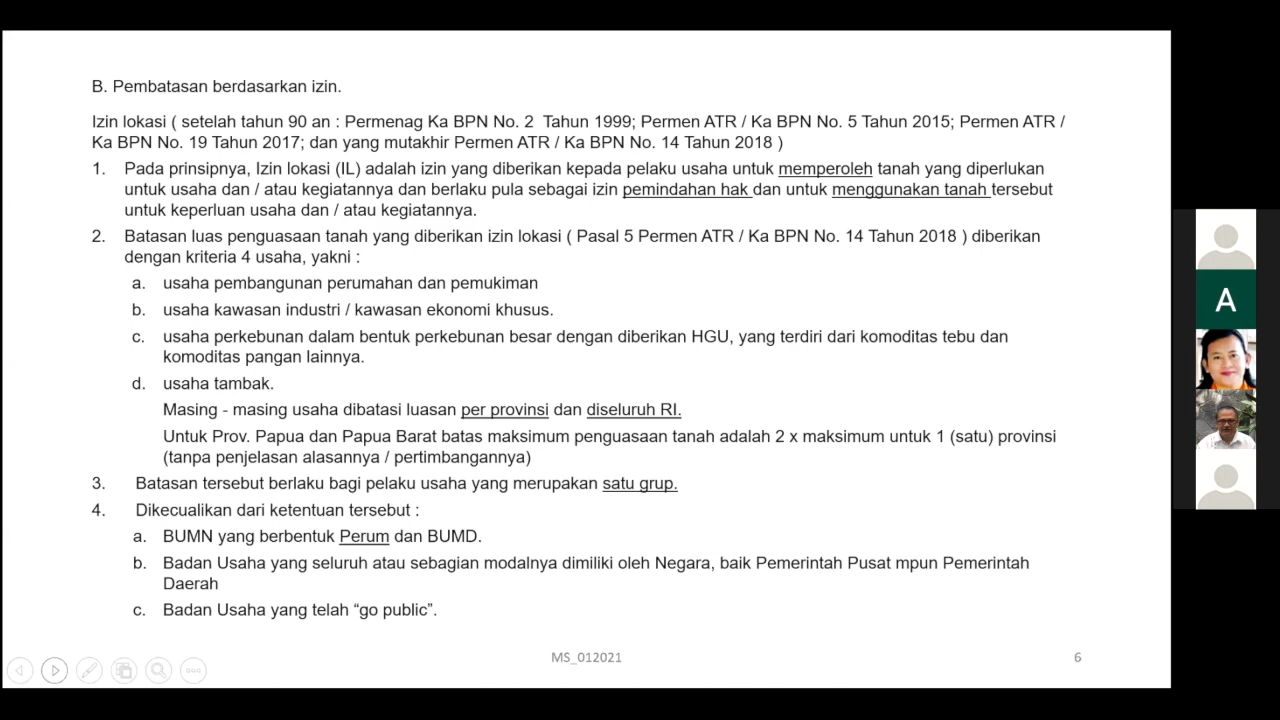 B. Pembatasan berdasarkan izin.
Izin lokasi ( setelah tahun 90 an : Permenag Ka BPN No. 2 Tahun 1999; Permen ATR / Ka BPN No. 5 Tahun 2015; Permen ATR /
Ka BPN No. 19 Tahun 2017; dan yang mutakhir Permen ATR / Ka BPN No. 14 Tahun 2018 )
1. Pada prinsipnya, Izin lokasi (IL) adalah izin yang diberikan kepada pelaku usaha untuk memperoleh tanah yang diperlukan
untuk usaha dan / atau kegiatannya dan berlaku pula sebagai izin pemindahan hak dan untuk menggunakan tanah tersebut
untuk keperluan usaha dan / atau kegiatannya.
2. Batasan luas penguasaan tanah yang diberikan izin lokasi ( Pasal 5 Permen ATR / Ka BPN No. 14 Tahun 2018 ) diberikan
dengan kriteria 4 usaha, yakni :
a. usaha pembangunan perumahan dan pemukiman
b. usaha kawasan industri / kawasan ekonomi khusus.
c. usaha perkebunan dalam bentuk perkebunan besar dengan diberikan HGU, yang terdiri dari komoditas tebu dan
komoditas pangan lainnya.
d. usaha tambak.
Masing - masing usaha dibatasi luasan per provinsi dan diseluruh RI.
Untuk Prov. Papua dan Papua Barat batas maksimum penguasaan tanah adalah 2 x maksimum untuk 1 (satu) provinsi
(tanpa penjelasan alasannya / pertimbangannya)
3. Batasan tersebut berlaku bagi pelaku usaha yang merupakan satu grup.
4. Dikecualikan dari ketentuan tersebut :
a. BUMN yang berbentuk Perum dan BUMD.
b. Badan Usaha yang seluruh atau sebagian modalnya dimiliki oleh Negara, baik Pemerintah Pusat mpun Pemerintah
Daerah
c. Badan Usaha yang telah “go public”.
MS_012021
6
A